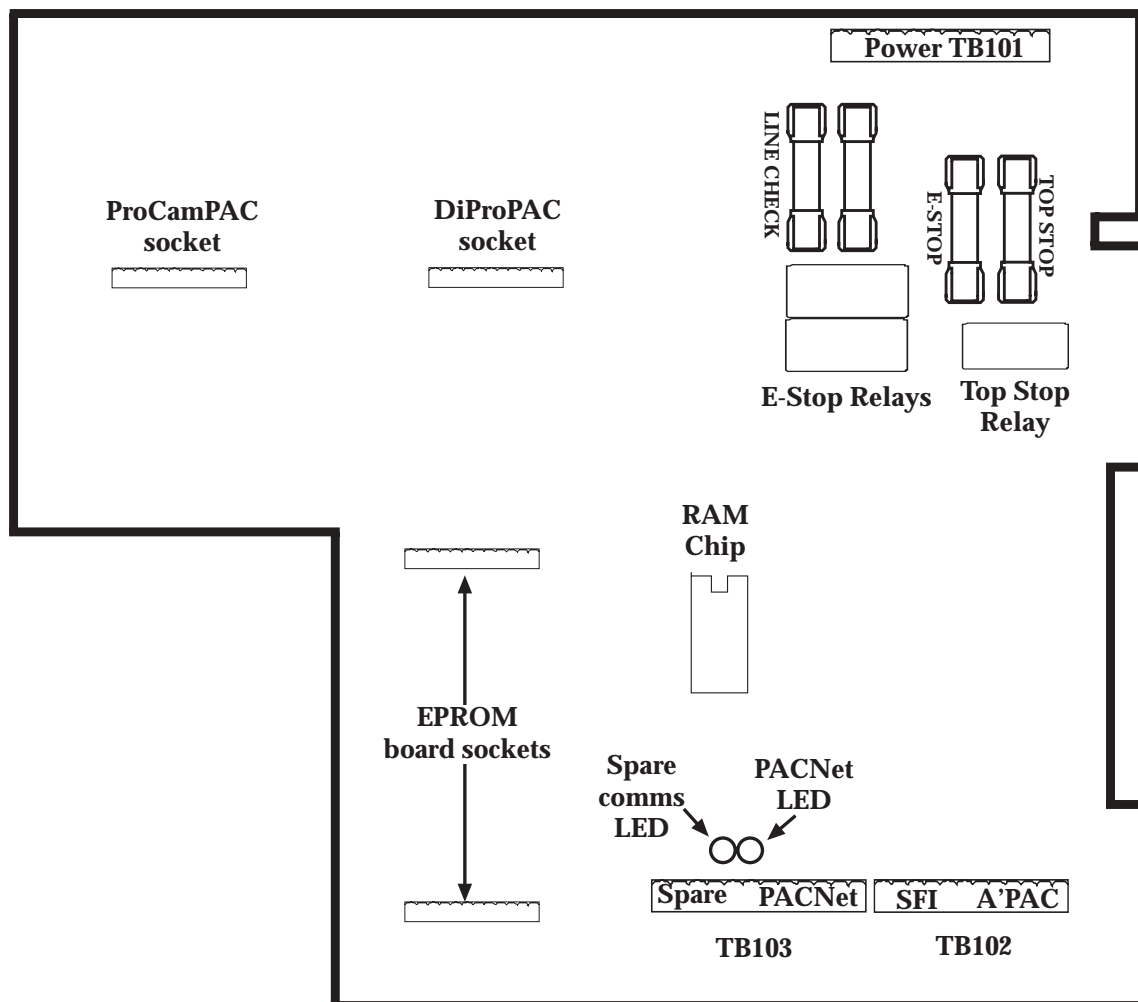 Power TB101
LINE CHECK
E-STOP
TOP STOP
ProCamPAC
socket
DiProPAC
socket
E-Stop Relays
Top Stop
Relay
RAM
Chip
EPROM
board sockets
Spare
comms
LED
PACNet
LED
Spare PACNet
SFI A’PAC
TB103
TB102